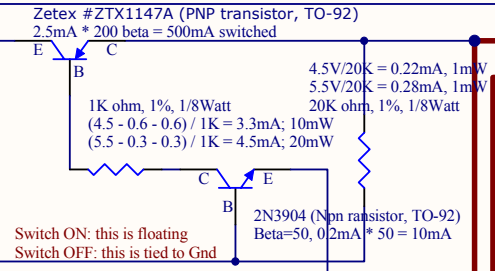 Zetex #ZTX1147A (PNP transistor, TO-92)
2.5mA * 200 beta = 500mA switched
E
C
B
4.5V/20K = 0.22mA, 1mW
5.5V/20K = 0.28mA, 1mW
20K ohm, 1%, 1/8Watt
1K ohm, 1%, 1/8Watt
(4.5 - 0.6 - 0.6) / 1K = 3.3mA; 10mW
(5.5 - 0.3 - 0.3) / 1K = 4.5mA; 20mW
C
E
B
2N3904 (Npn ransistor, TO-92)
Beta=50, 0.2mA * 50 = 10mA
Switch ON: this is floating
Switch OFF: this is tied to Gnd